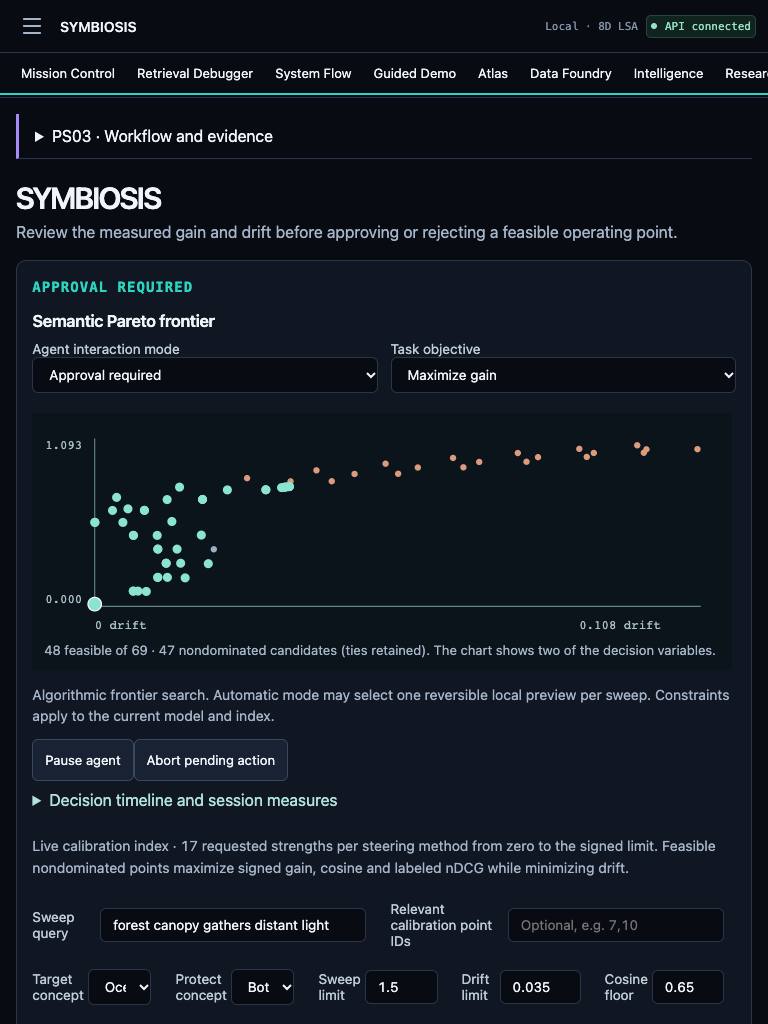 SYMBIOSIS
Local · 8D LSA
API connected
Mission Control
Retrieval Debugger
System Flow
Guided Demo
Atlas
Data Foundry
Intelligence
Resear
PS03 · Workflow and evidence
SYMBIOSIS
Review the measured gain and drift before approving or rejecting a feasible operating point.
APPROVAL REQUIRED
Semantic Pareto frontier
Agent interaction mode
Task objective
Approval required
Maximize gain
1.093
0.000
0 drift
0.108 drift
48 feasible of 69 · 47 nondominated candidates (ties retained). The chart shows two of the decision variables.
Algorithmic frontier search. Automatic mode may select one reversible local preview per sweep. Constraints
apply to the current model and index.
Pause agent
Abort pending action
Decision timeline and session measures
Live calibration index · 17 requested strengths per steering method from zero to the signed limit. Feasible
nondominated points maximize signed gain, cosine and labeled nDCG while minimizing drift.
Sweep
query
forest canopy gathers distant light
Relevant
calibration point
IDs
Optional, e.g. 7,10
Target
concept
Oce
Protect
concept
Bot
Sweep
limit
1.5
Drift
limit
0.035
Cosine
floor
0.65